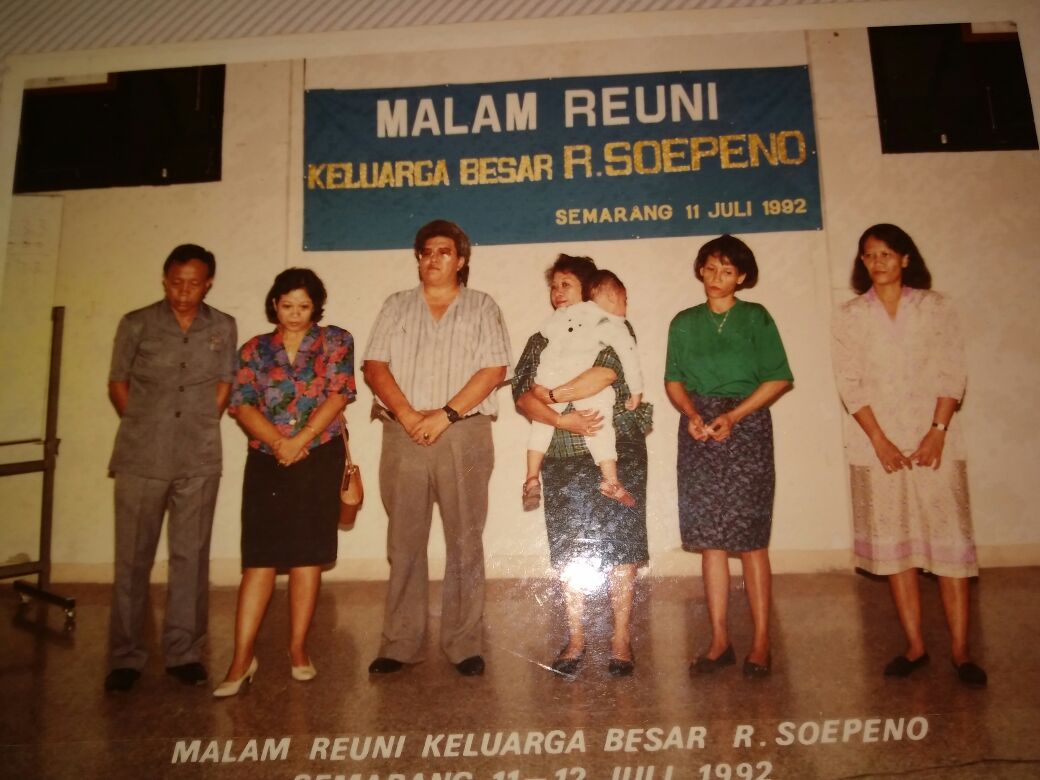 MALAM REUNI
KELUARGA BESAR R.SOEPENO
SEMARANG 11 JULI 1992
MALAM REUNI KELUARGA BESAR R. SOEPENO
SEMARANG 11-12 JULI 1992